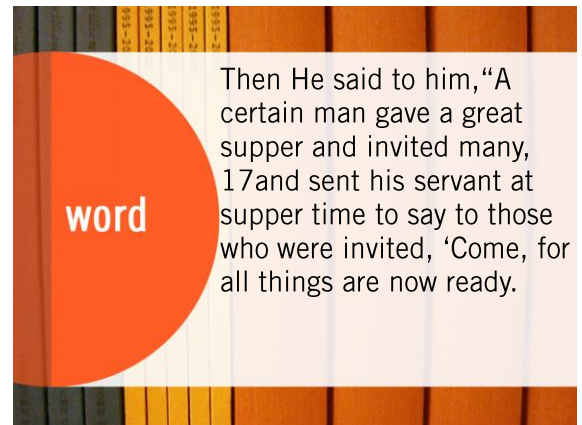 word
Then He said to him,“A
certain man gave a great
supper and invited many,
17and sent his servant at
supper time to say to those
who were invited, ‘Come, for
all things are now ready.